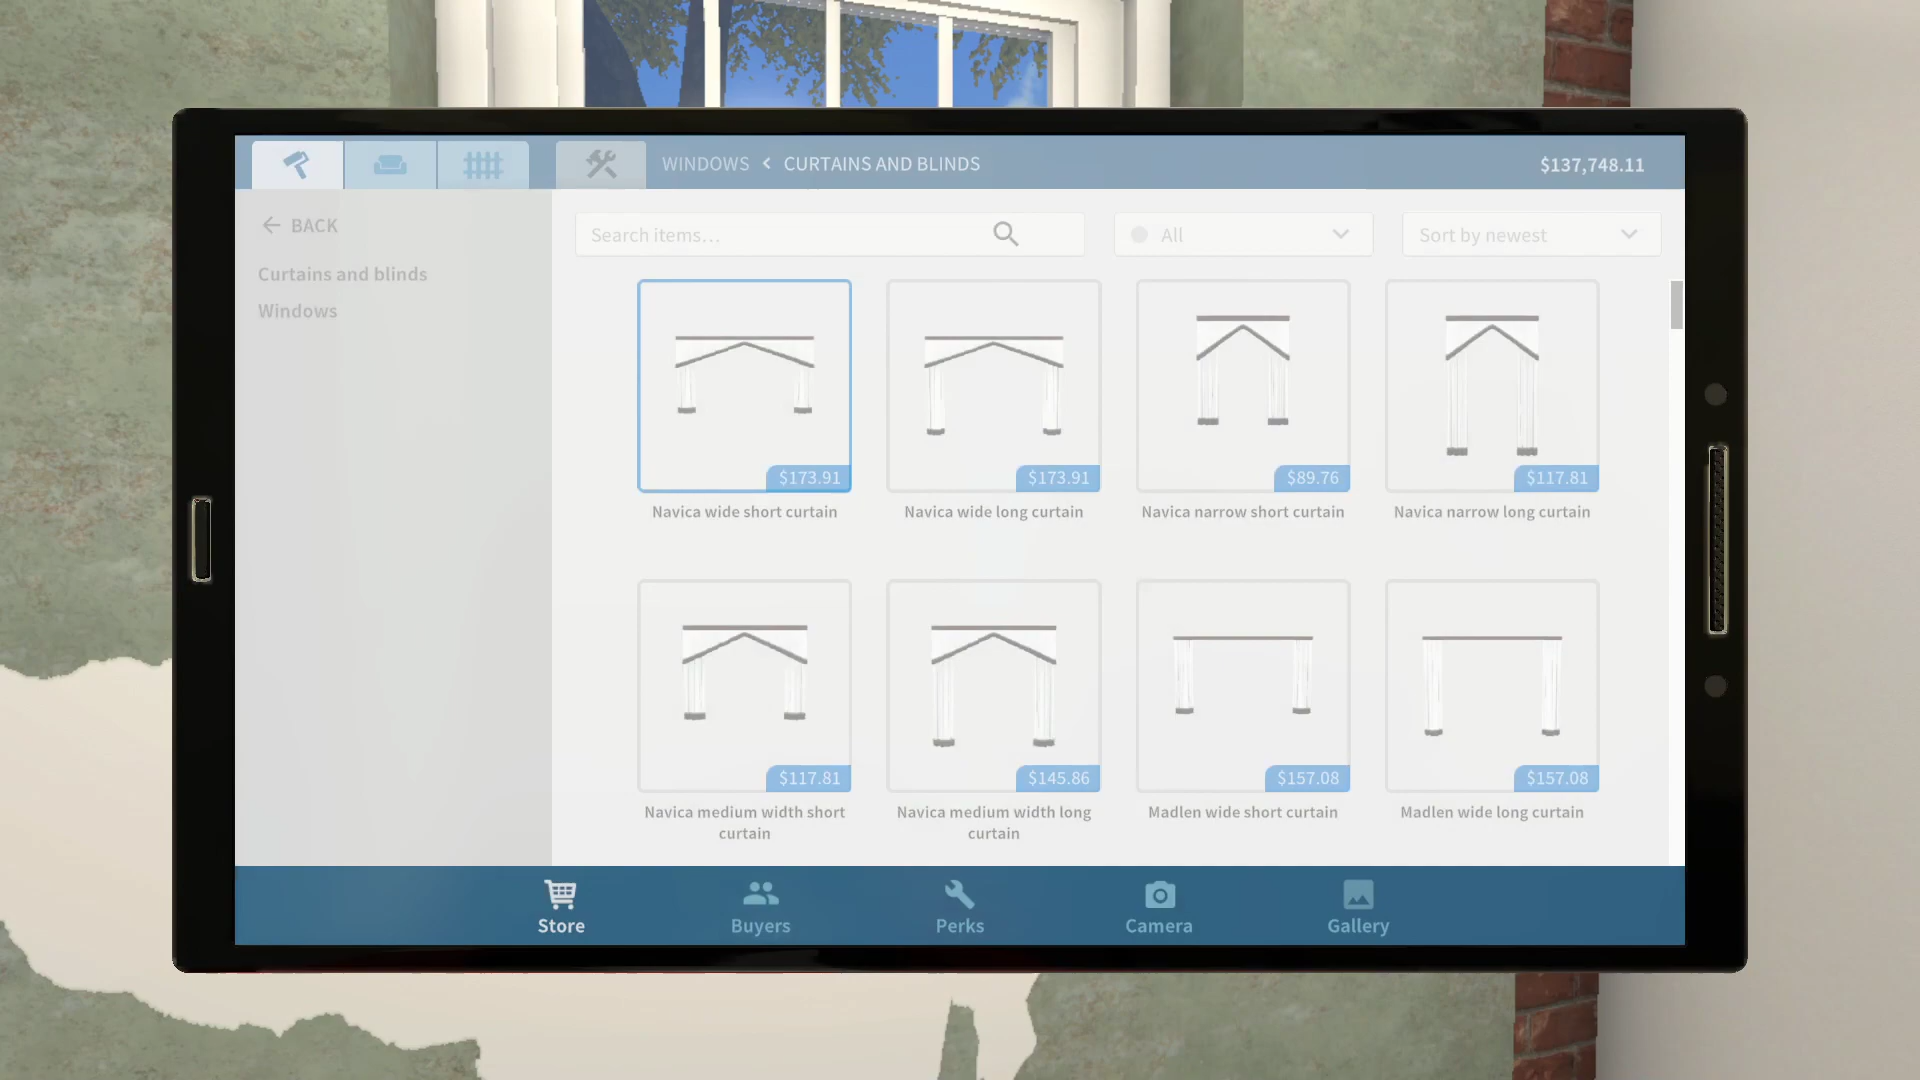 WINDOWS < CURTAINS AND BLINDS
$137,748.11
BACK
Curtains and blinds
Windows
Search items...
All
Sort by newest
$173.91
$173.91
$89.76
$117.81
Navica wide short curtain
Navica wide long curtain
Navica narrow short curtain
Navica narrow long curtain
$117.81
$145.86
$157.08
$157.08
Navica medium width short
curtain
Navica medium width long
curtain
Madlen wide short curtain
Madlen wide long curtain
Store
Buyers
Perks
Camera
Gallery